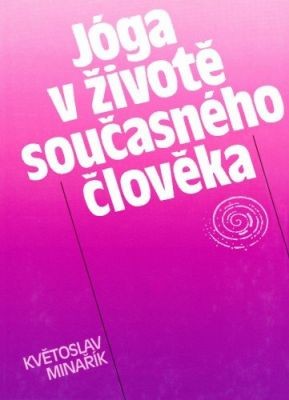 Jóga
v životě
současného
člověka
KVĚTOSLAV
MINAŘÍK